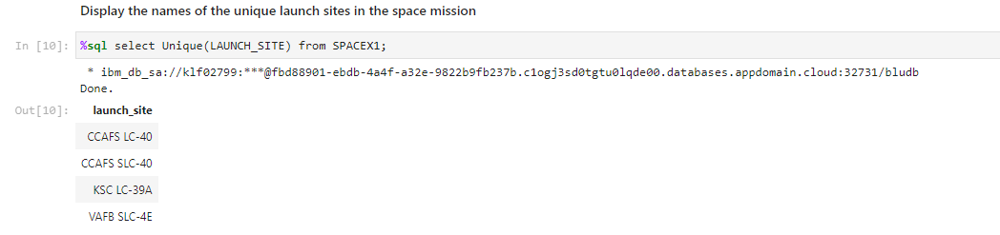 Display the names of the unique launch sites in the space mission
In [10]: %sql select Unique(LAUNCH_SITE) from SPACEX1;
* ibm_db_sa://klf02799:***@fbd88901-ebdb-4a4f-a32e-9822b9fb237b.c1ogj3sd0tgtu0lqde00.databases.appdomain.cloud:32731/bludb
Done.
Out[10]: launch_site
CCAFS LC-40
CCAFS SLC-40
KSC LC-39A
VAFB SLC-4E